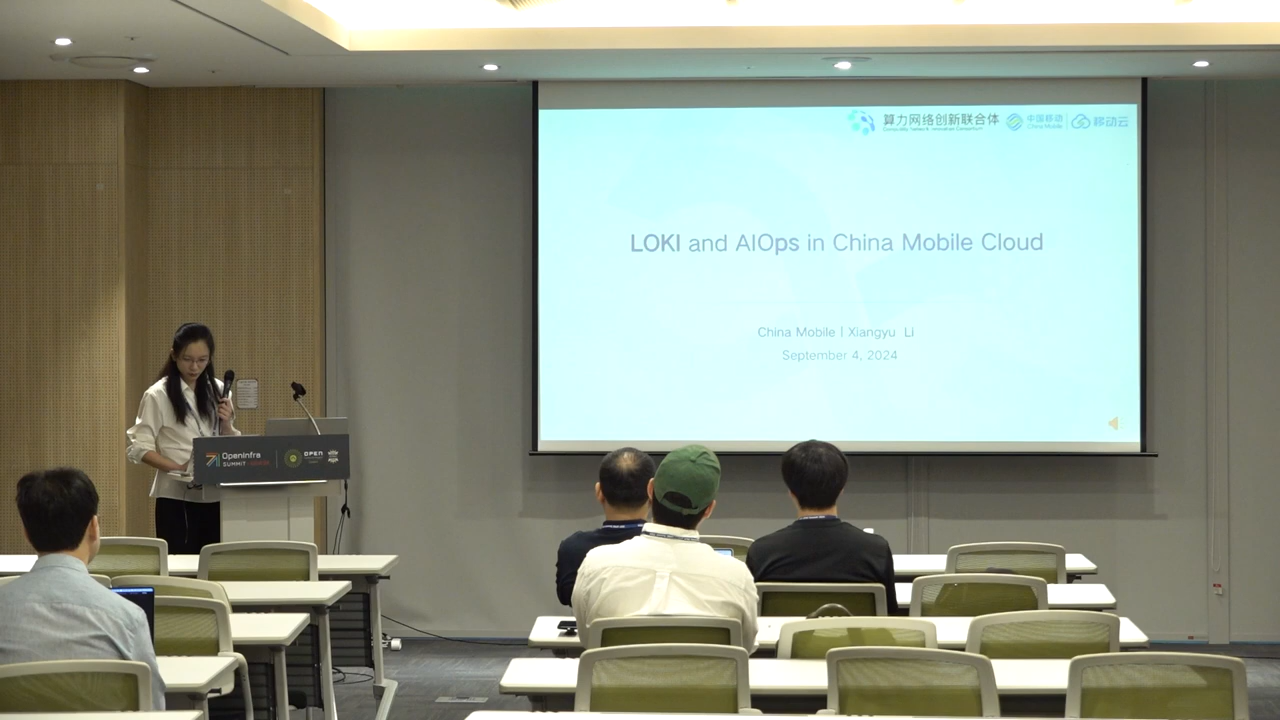 算力网络创新联合体
中国移动
China Mobile
移动云
LOKI and AIOps in China Mobile Cloud
China Mobile | Xiangyu Li
September 4, 2024
OpenInfra
SUMMIT
OPEN